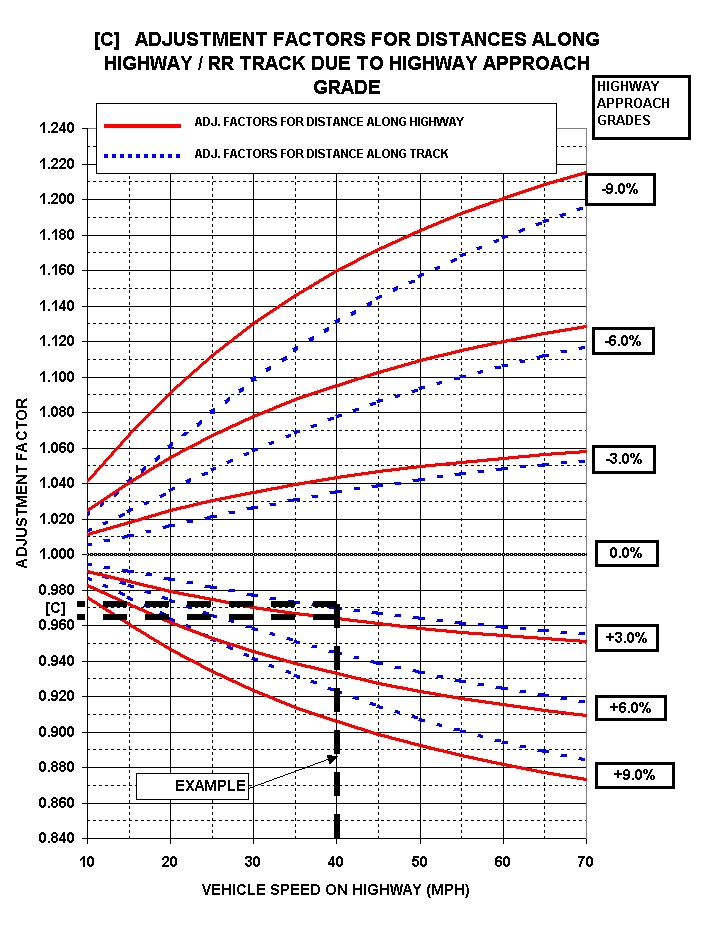 [C] ADJUSTMENT FACTORS FOR DISTANCES ALONG
HIGHWAY / RR TRACK DUE TO HIGHWAY APPROACH
GRADE
HIGHWAY
APPROACH
GRADES
ADJ. FACTORS FOR DISTANCE ALONG HIGHWAY
ADJ. FACTORS FOR DISTANCE ALONG TRACK
1.240
1.220
1.200
1.180
1.160
1.140
1.120
1.100
1.080
1.060
1.040
1.020
1.000
0.980
[C]
0.960
0.940
0.920
0.900
0.880
0.860
0.840
ADJUSTMENT FACTOR
-9.0%
-6.0%
-3.0%
0.0%
+3.0%
+6.0%
+9.0%
EXAMPLE
10 20 30 40 50 60 70
VEHICLE SPEED ON HIGHWAY (MPH)